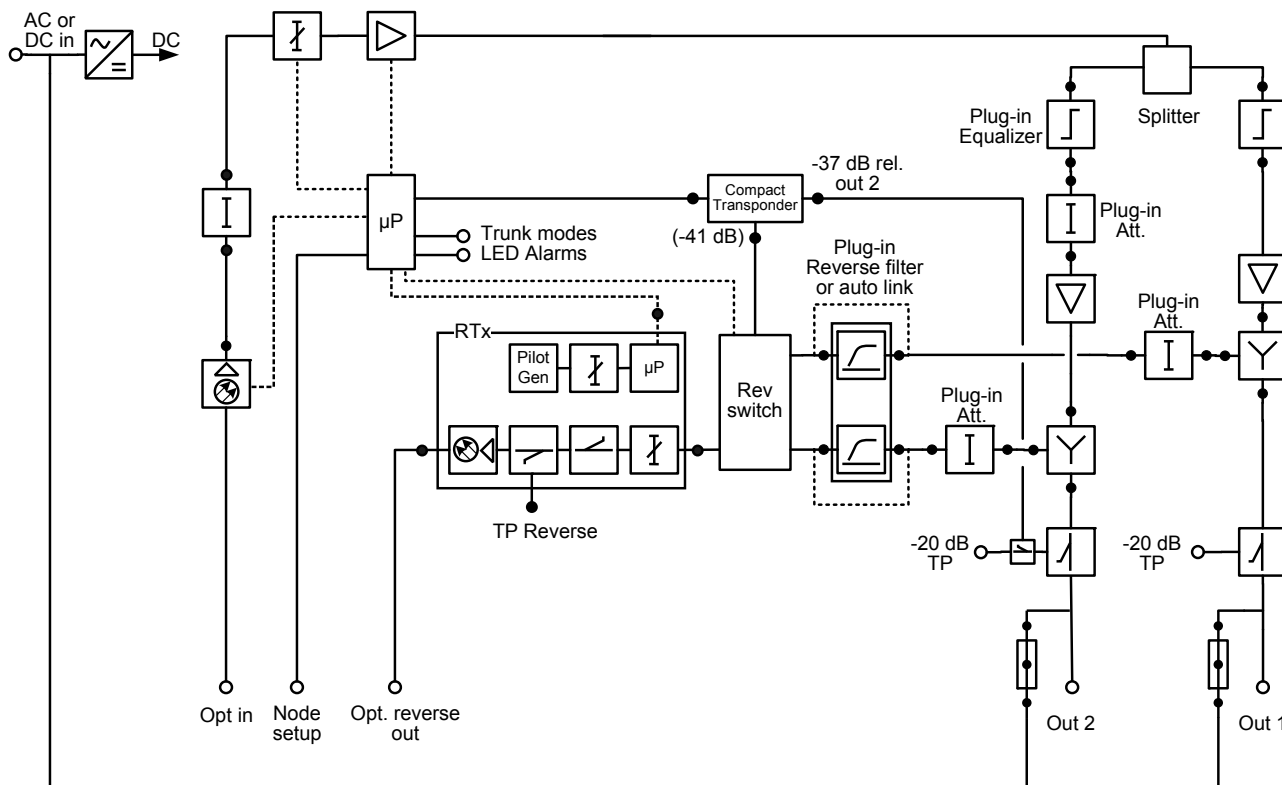 AC or
DC in
DC
Plug-in
Equalizer
Splitter
-37 dB rel.
out 2
Compact
Transponder
(-41 dB)
µP
Trunk modes
LED Alarms
Plug-in
Att.
Plug-in
Reverse filter
or auto link
Plug-in
Att.
RTx
Pilot
Gen
µP
Rev
switch
Plug-in
Att.
TP Reverse
-20 dB
TP
-20 dB
TP
Opt in
Node
setup
Opt. reverse
out
Out 2
Out 1